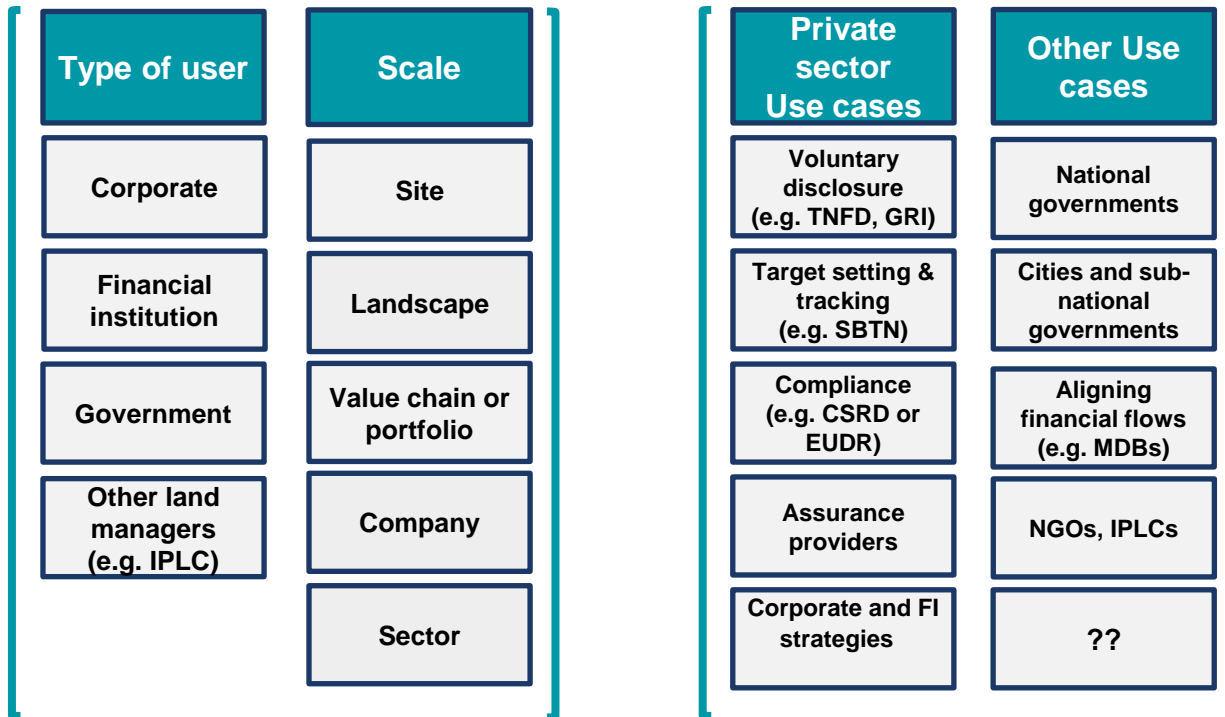 Type of user
Corporate
Financial
institution
Government
Other land
managers
(e.g. IPLC)
Scale
Site
Landscape
Value chain or
portfolio
Company
Sector
Private
sector
Use cases
Voluntary
disclosure
(e.g. TNFD, GRI)
Target setting &
tracking
(e.g. SBTN)
Compliance
(e.g. CSRD or
EUDR)
Assurance
providers
Corporate and FI
strategies
Other Use
cases
National
governments
Cities and sub-
national
governments
Aligning
financial flows
(e.g. MDBs)
NGOs, IPLCs
??